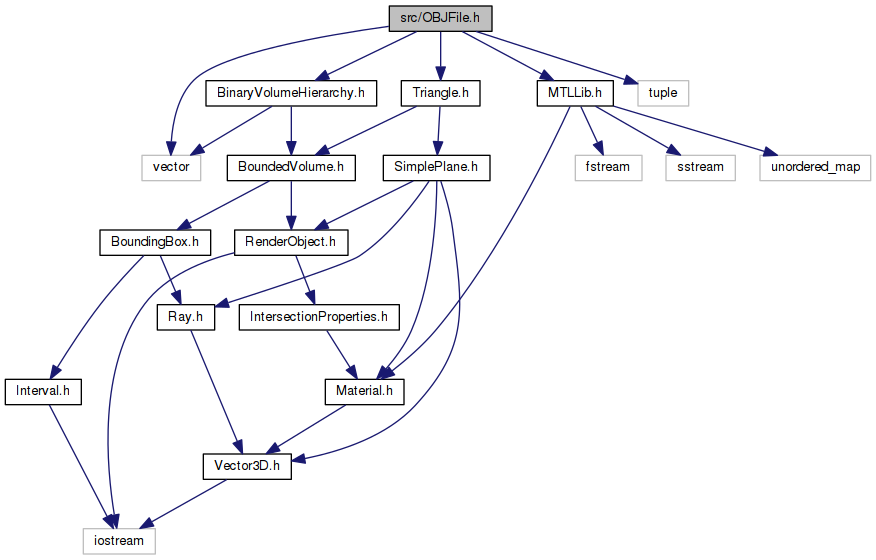 src/OBJFile.h
BinaryVolumeHierarchy.h
Triangle.h
MTLLib.h
tuple
vector
BoundedVolume.h
SimplePlane.h
fstream
sstream
unordered_map
BoundingBox.h
RenderObject.h
Ray.h
IntersectionProperties.h
Interval.h
Material.h
Vector3D.h
iostream